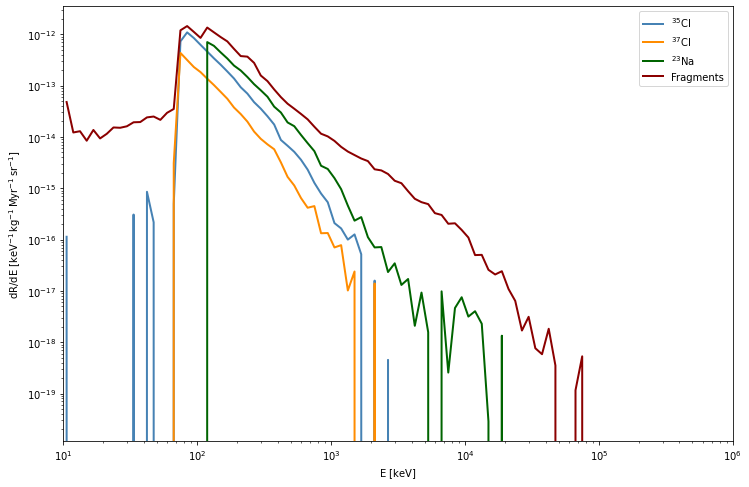 ³⁵Cl
³⁷Cl
²³Na
Fragments
dR/dE [keV⁻¹ kg⁻¹ Myr⁻¹ sr⁻¹]
10⁻¹²
10⁻¹³
10⁻¹⁴
10⁻¹⁵
10⁻¹⁶
10⁻¹⁷
10⁻¹⁸
10⁻¹⁹
10¹ 10² 10³ 10⁴ 10⁵ 10⁶
E [keV]